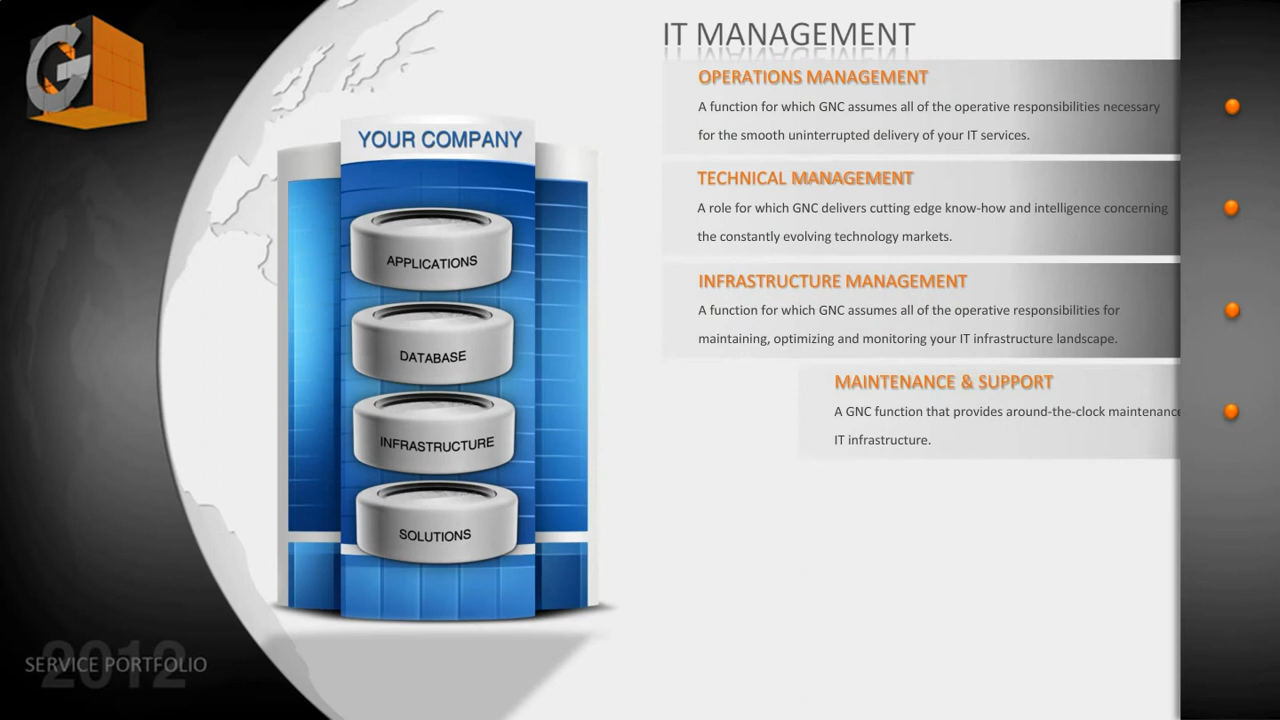 IT MANAGEMENT
OPERATIONS MANAGEMENT
A function for which GNC assumes all of the operative responsibilities necessary
for the smooth uninterrupted delivery of your IT services.
TECHNICAL MANAGEMENT
A role for which GNC delivers cutting edge know-how and intelligence concerning
the constantly evolving technology markets.
INFRASTRUCTURE MANAGEMENT
A function for which GNC assumes all of the operative responsibilities for
maintaining, optimizing and monitoring your IT infrastructure landscape.
MAINTENANCE & SUPPORT
A GNC function that provides around-the-clock maintenance
IT infrastructure.
YOUR COMPANY
APPLICATIONS
DATABASE
INFRASTRUCTURE
SOLUTIONS
G
2012
SERVICE PORTFOLIO